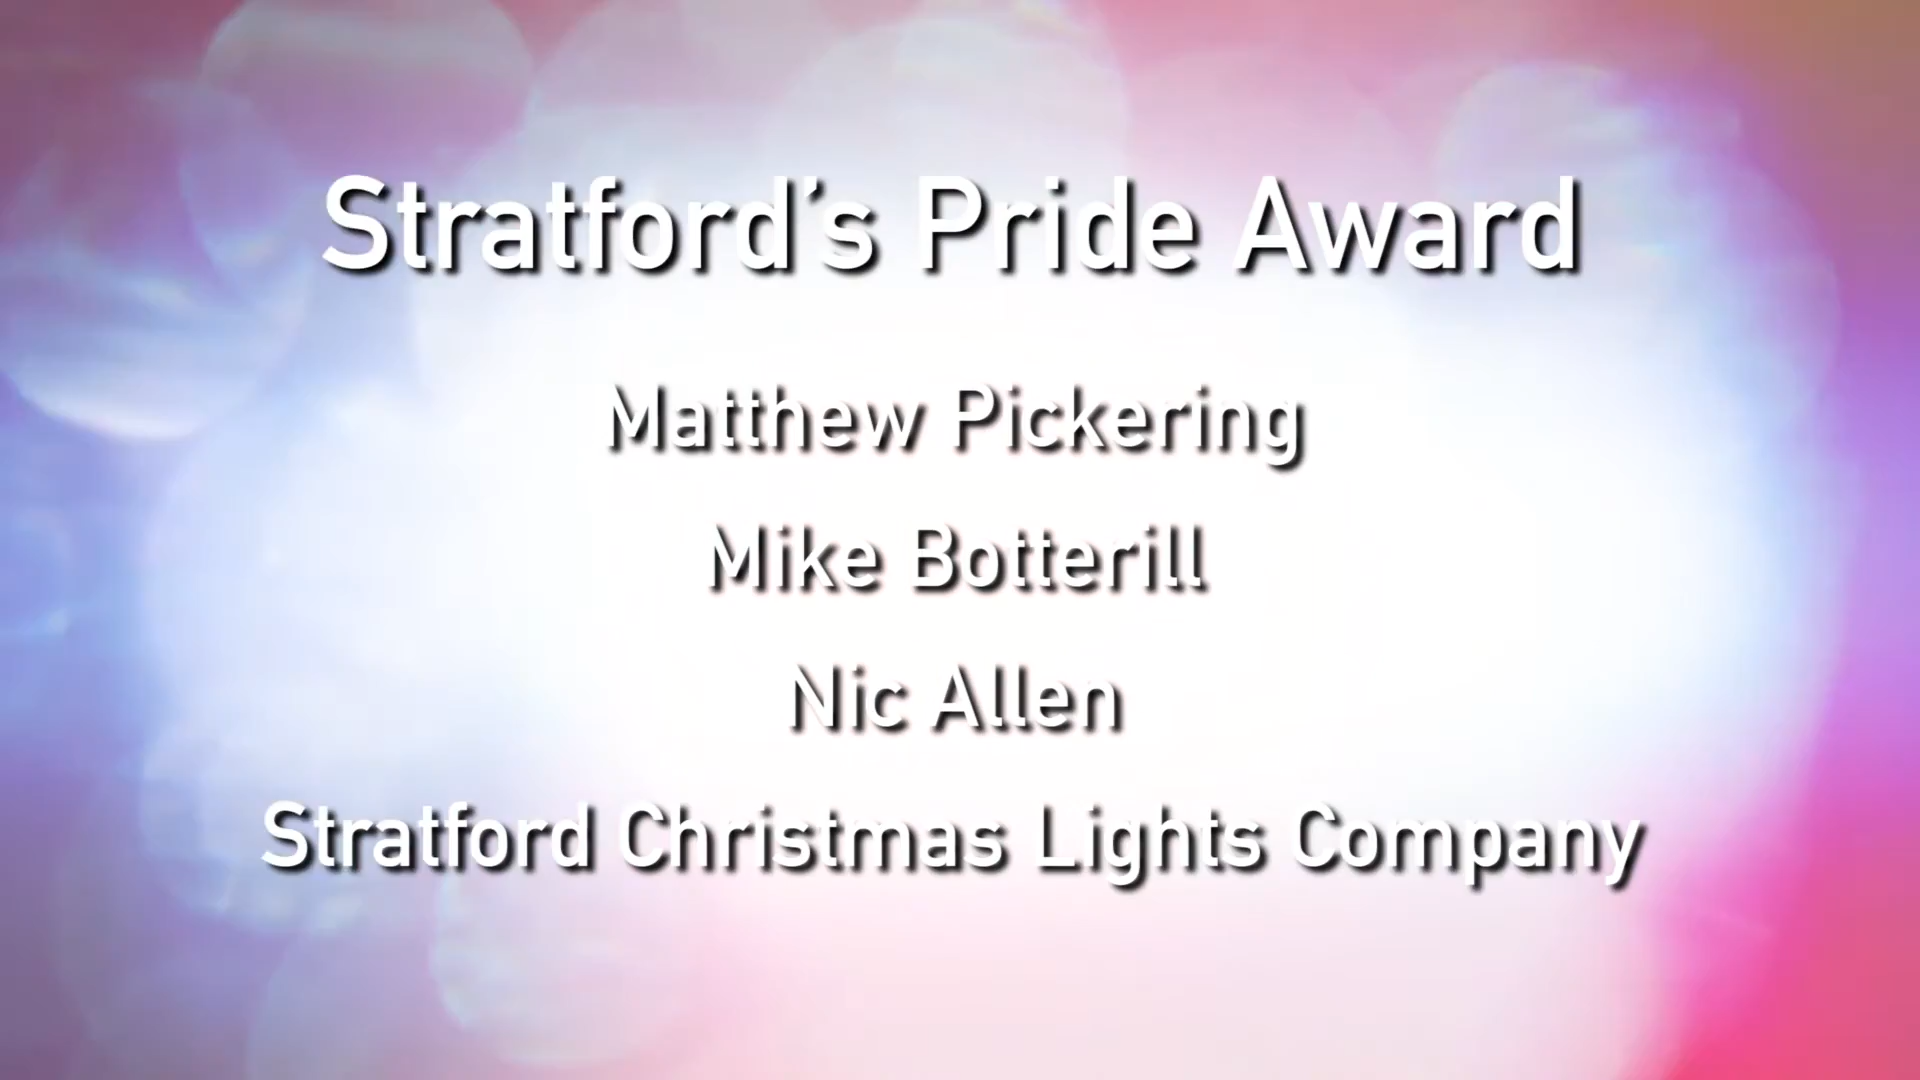 Stratford’s Pride Award
Matthew Pickering
Mike Botterill
Nic Allen
Stratford Christmas Lights Company